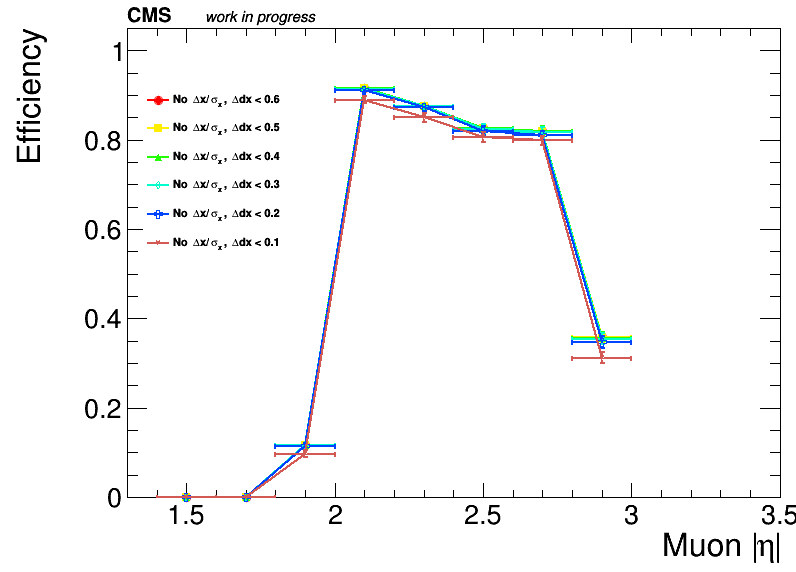 CMS work in progress
Efficiency
1
0.8
0.6
0.4
0.2
0
No Δx/σx, Δdx < 0.6
No Δx/σx, Δdx < 0.5
No Δx/σx, Δdx < 0.4
No Δx/σx, Δdx < 0.3
No Δx/σx, Δdx < 0.2
No Δx/σx, Δdx < 0.1
1.5 2 2.5 3 3.5
Muon |η|